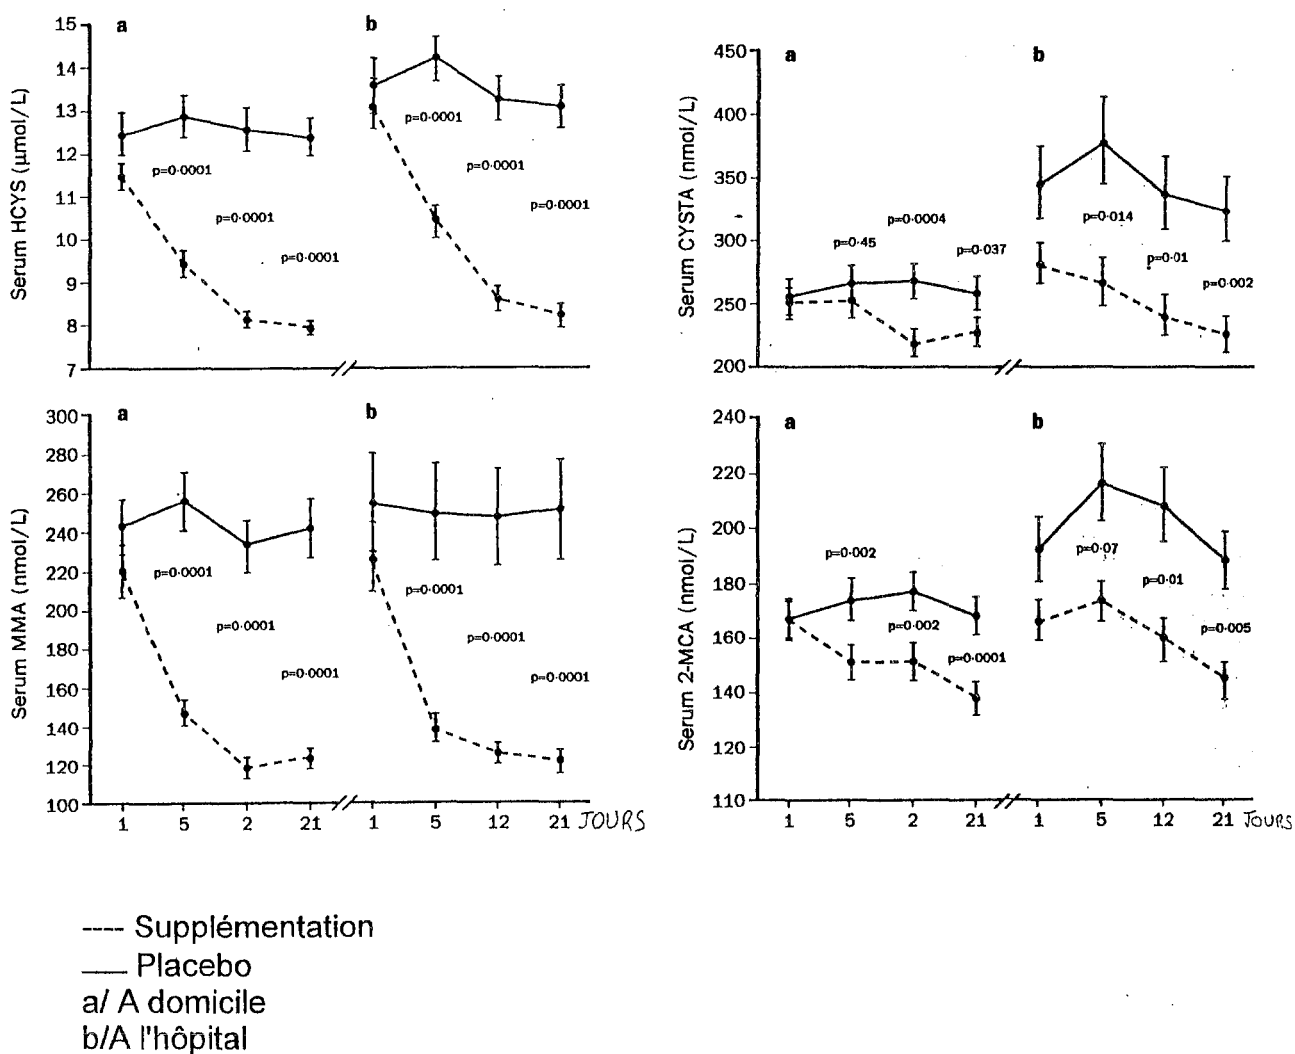 a
b
15
14
13
12
11
10
9
8
7
Serum HCYS (μmol/L)
p=0·0001
p=0·0001
p=0·0001
p=0·0001
p=0·0001
p=0·0001
a
b
450
400
350
300
250
200
Serum CYSTA (nmol/L)
p=0·45
p=0·0004
p=0·037
p=0·014
p=0·01
p=0·002
a
b
300
280
260
240
220
200
180
160
140
120
100
Serum MMA (nmol/L)
p=0·0001
p=0·0001
p=0·0001
p=0·0001
p=0·0001
p=0·0001
1 5 2 21 1 5 12 21 JOURS
a
b
240
220
200
180
160
140
120
110
Serum 2-MCA (nmol/L)
p=0·002
p=0·002
p=0·0001
p=0·07
p=0·01
p=0·005
1 5 2 21 1 5 12 21 JOURS
---- Supplémentation
___ Placebo
a/ A domicile
b/A l'hôpital